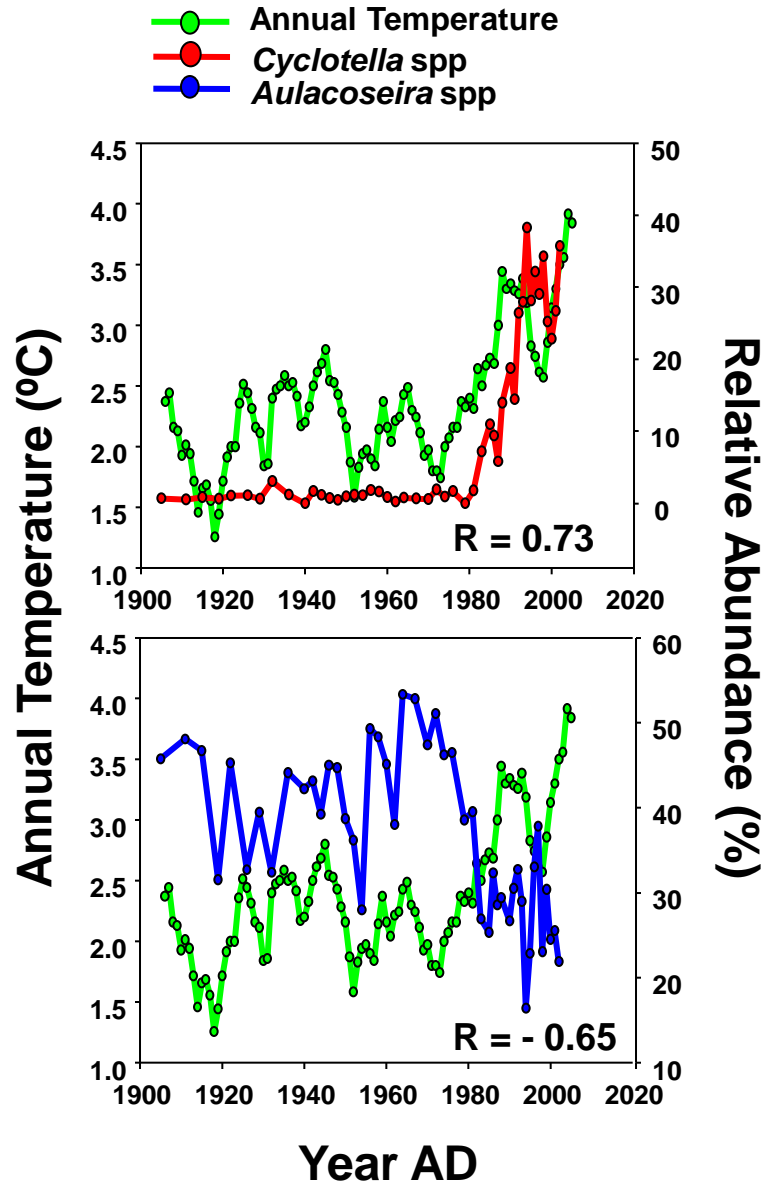 Annual Temperature
Cyclotella spp
Aulacoseira spp
Annual Temperature (ºC)
4.5
4.0
3.5
3.0
2.5
2.0
1.5
1.0
50
40
30
20
10
0
R = 0.73
1900 1920 1940 1960 1980 2000 2020
4.5
4.0
3.5
3.0
2.5
2.0
1.5
1.0
60
50
40
30
20
10
R = - 0.65
1900 1920 1940 1960 1980 2000 2020
Relative Abundance (%)
Year AD